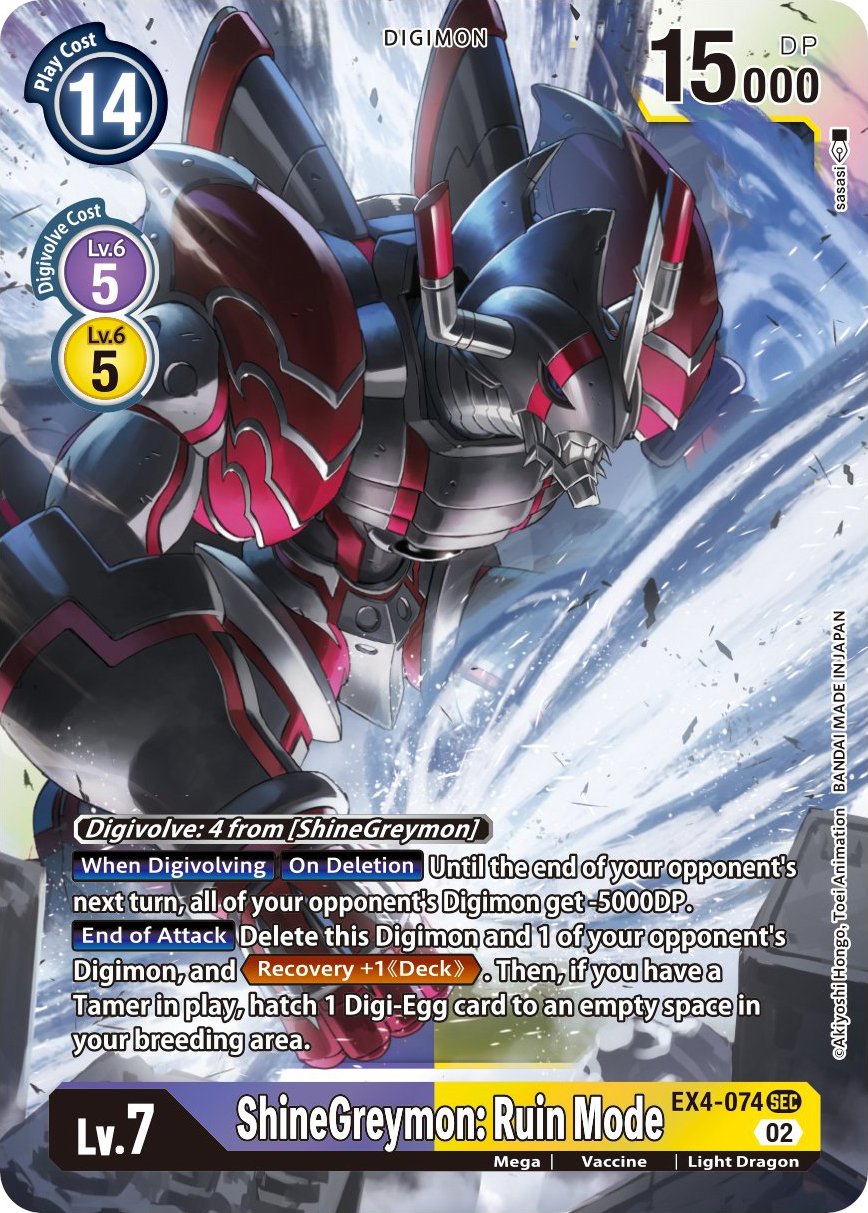 DIGIMON
Play Cost
14
15000
DP
sasasi
Digivolve Cost
Lv.6
5
Lv.6
5
©Akiyoshi Hongo, Toei Animation BANDAI MADE IN JAPAN
Digivolve: 4 from [ShineGreymon]
When Digivolving On Deletion Until the end of your opponent's
next turn, all of your opponent's Digimon get -5000DP.
End of Attack Delete this Digimon and 1 of your opponent's
Digimon, and Recovery +1《Deck》. Then, if you have a
Tamer in play, hatch 1 Digi-Egg card to an empty space in
your breeding area.
Lv.7
ShineGreymon: Ruin Mode
EX4-074 SEC
02
Mega | Vaccine | Light Dragon